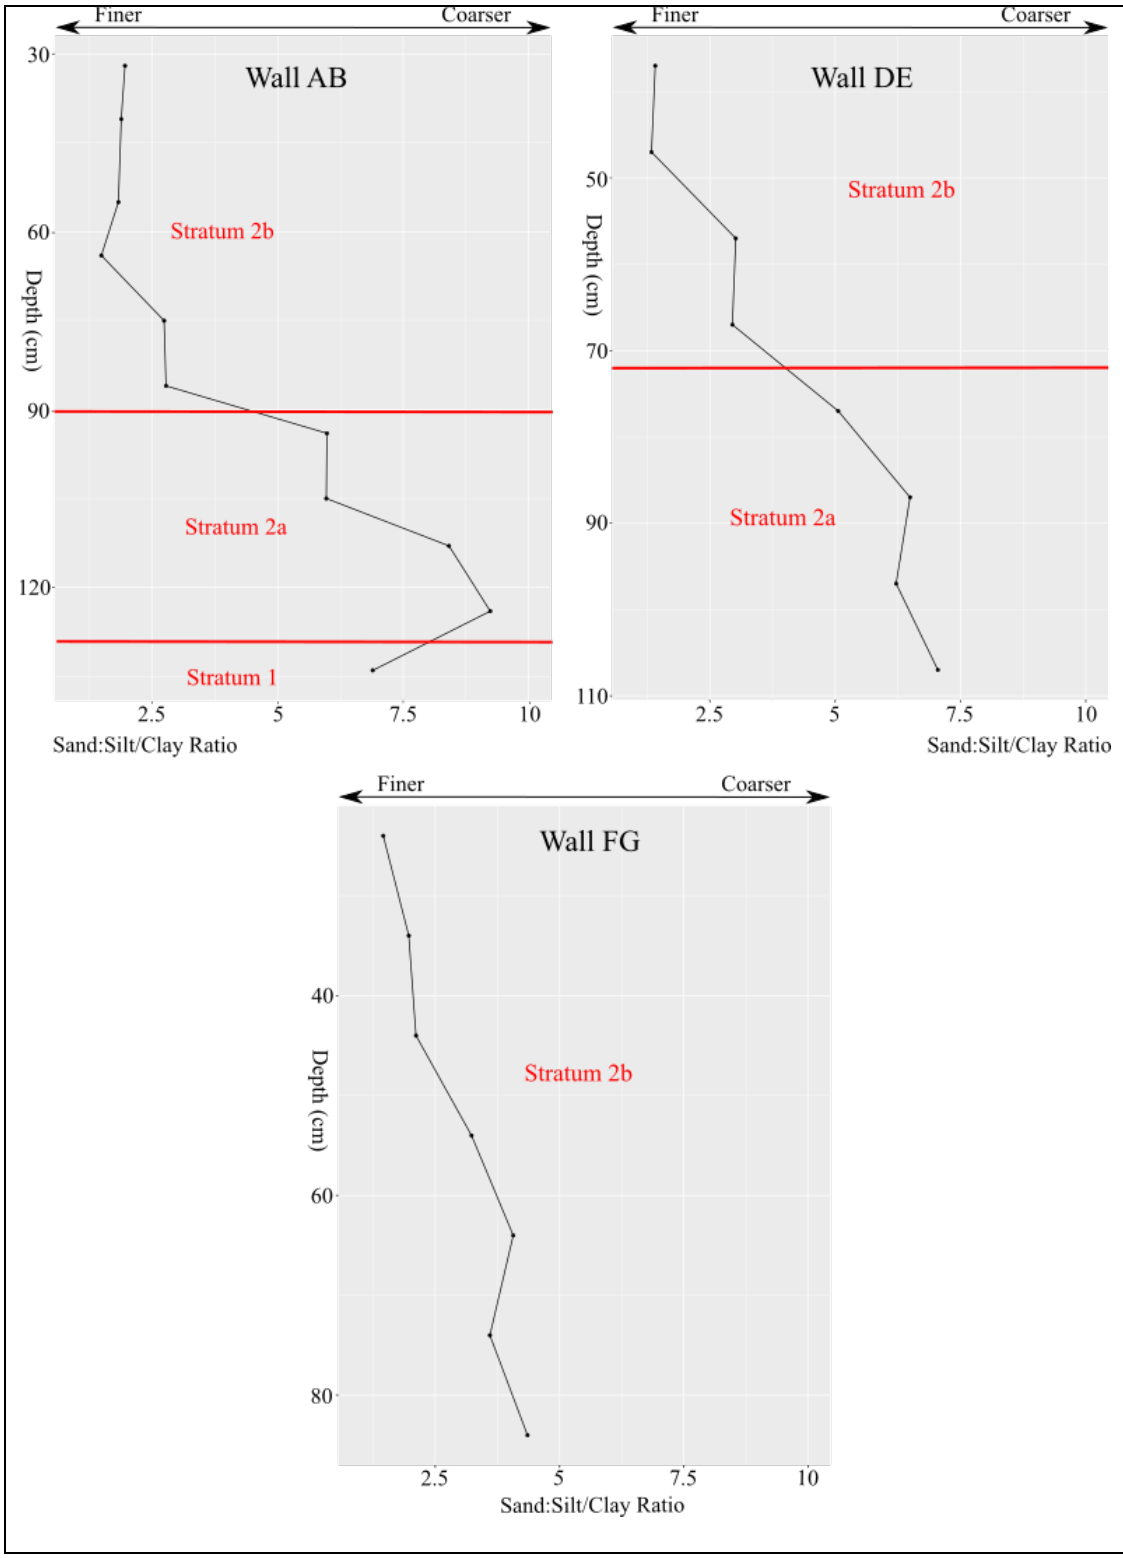 Finer Coarser
Wall AB
30
60
90
120
Depth (cm)
Stratum 2b
Stratum 2a
Stratum 1
2.5 5 7.5 10
Sand:Silt/Clay Ratio
Finer Coarser
Wall DE
50
70
90
110
Depth (cm)
Stratum 2b
Stratum 2a
2.5 5 7.5 10
Sand:Silt/Clay Ratio
Finer Coarser
Wall FG
40
60
80
Depth (cm)
Stratum 2b
2.5 5 7.5 10
Sand:Silt/Clay Ratio